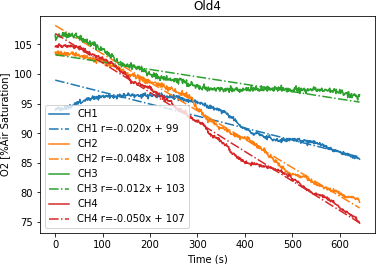 Old4
O2 [%Air Saturation]
105
100
95
90
85
80
75
CH1
CH1 r=-0.020x + 99
CH2
CH2 r=-0.048x + 108
CH3
CH3 r=-0.012x + 103
CH4
CH4 r=-0.050x + 107
0 100 200 300 400 500 600
Time (s)